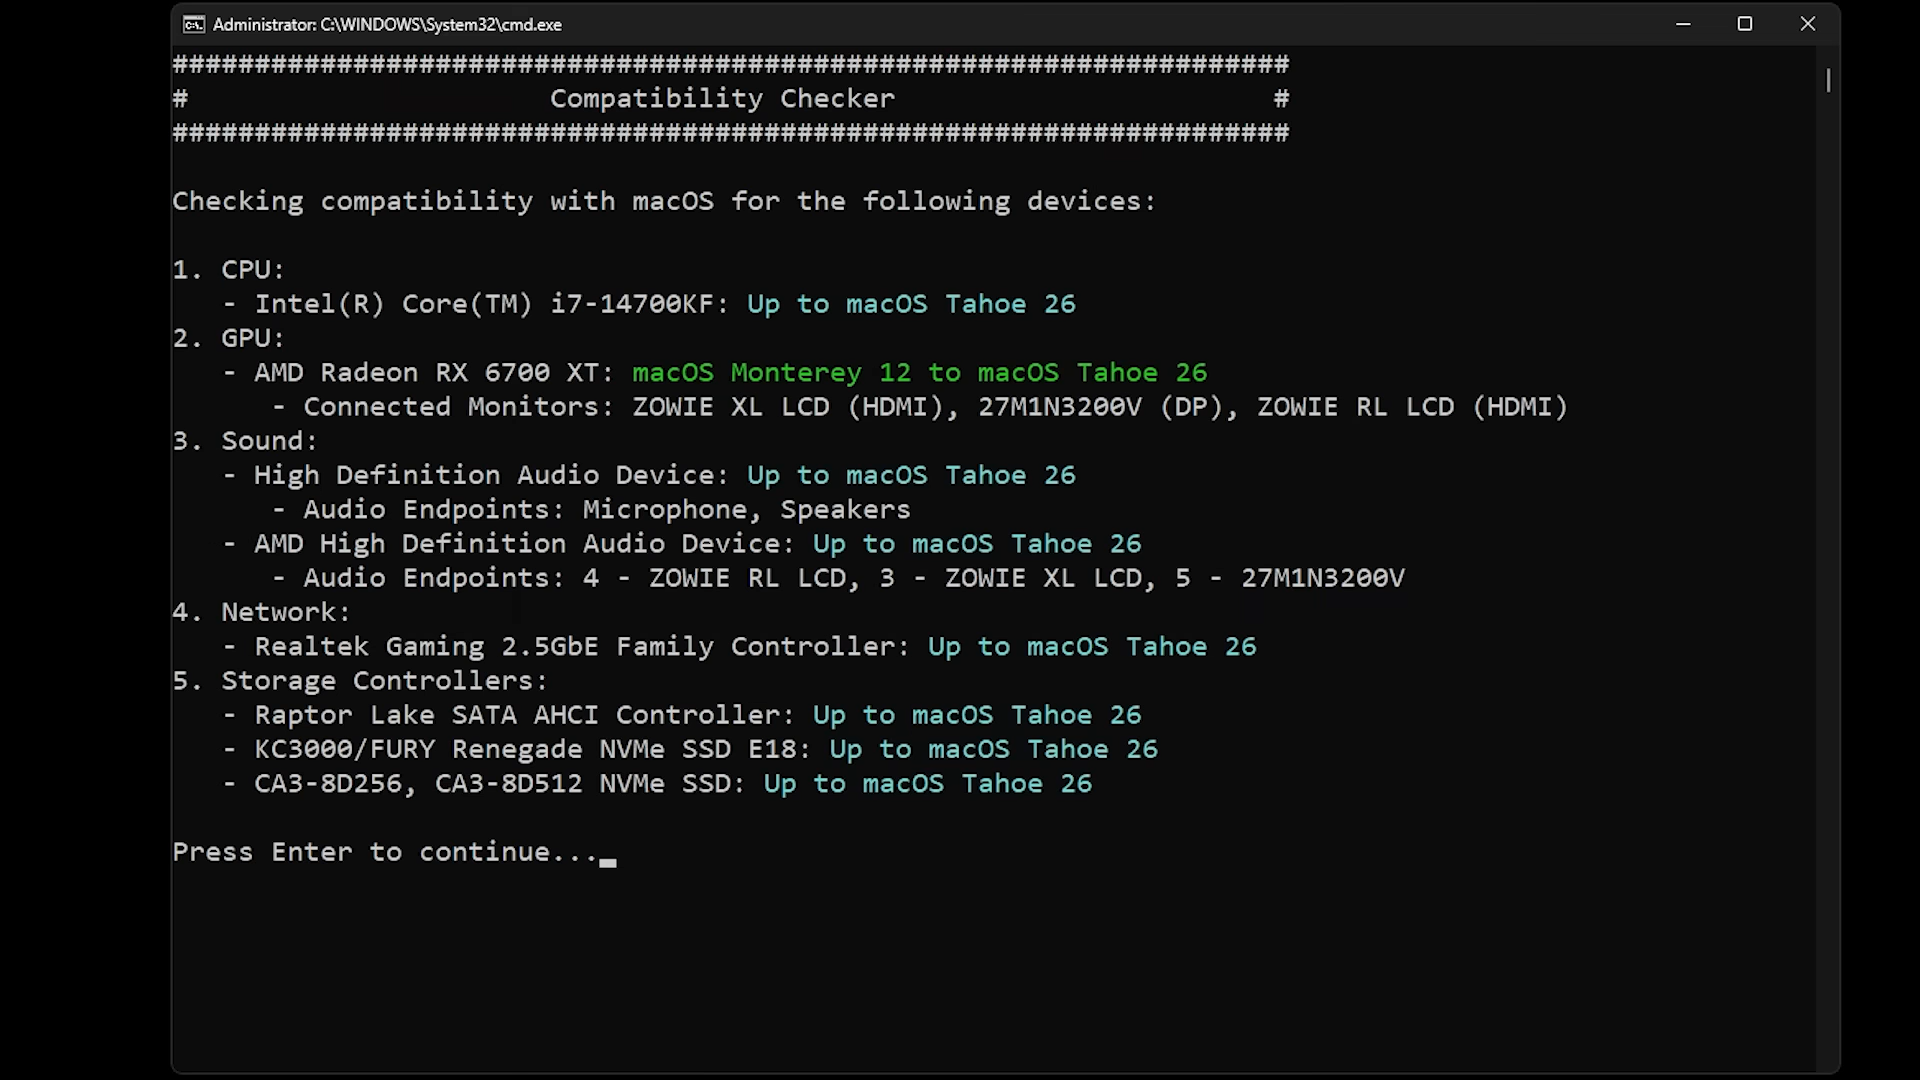 Administrator: C:\WINDOWS\System32\cmd.exe
####################################################################
# Compatibility Checker #
####################################################################
Checking compatibility with macOS for the following devices:
1. CPU:
- Intel(R) Core(TM) i7-14700KF: Up to macOS Tahoe 26
2. GPU:
- AMD Radeon RX 6700 XT: macOS Monterey 12 to macOS Tahoe 26
- Connected Monitors: ZOWIE XL LCD (HDMI), 27M1N3200V (DP), ZOWIE RL LCD (HDMI)
3. Sound:
- High Definition Audio Device: Up to macOS Tahoe 26
- Audio Endpoints: Microphone, Speakers
- AMD High Definition Audio Device: Up to macOS Tahoe 26
- Audio Endpoints: 4 - ZOWIE RL LCD, 3 - ZOWIE XL LCD, 5 - 27M1N3200V
4. Network:
- Realtek Gaming 2.5GbE Family Controller: Up to macOS Tahoe 26
5. Storage Controllers:
- Raptor Lake SATA AHCI Controller: Up to macOS Tahoe 26
- KC3000/FURY Renegade NVMe SSD E18: Up to macOS Tahoe 26
- CA3-8D256, CA3-8D512 NVMe SSD: Up to macOS Tahoe 26
Press Enter to continue...